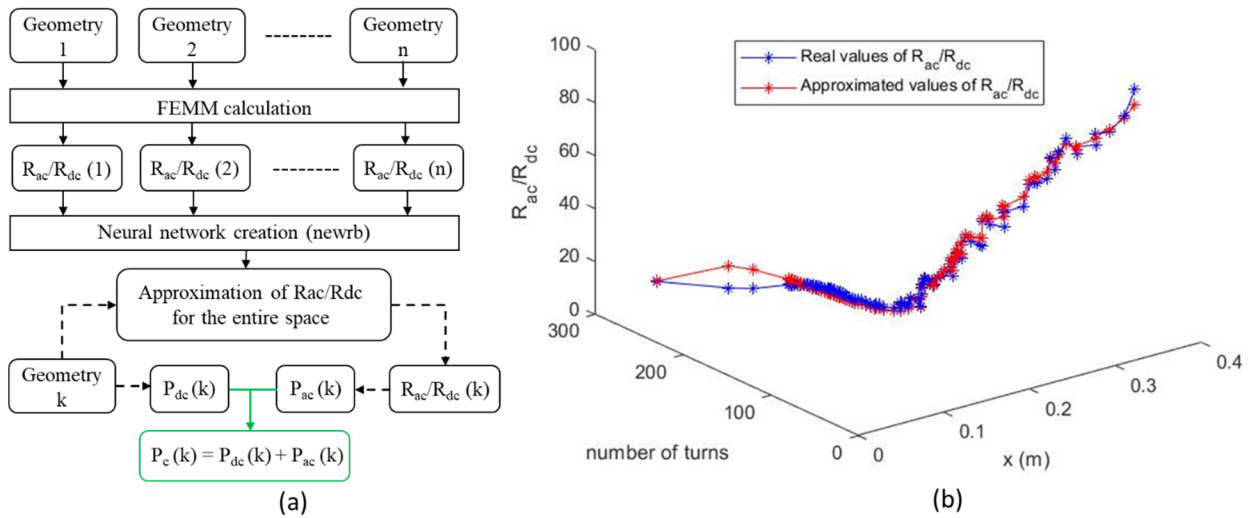 Geometry
1
Geometry
2
Geometry
n
FEMM calculation
Rac/Rdc (1)
Rac/Rdc (2)
Rac/Rdc (n)
Neural network creation (newrb)
Approximation of Rac/Rdc
for the entire space
Geometry
k
Pdc (k)
Pac (k)
Rac/Rdc (k)
Pc (k) = Pdc (k) + Pac (k)
(a)
Real values of Rac/Rdc
Approximated values of Rac/Rdc
Rac/Rdc
100
80
60
40
20
0
300
200
100
0
number of turns
0
0.1
0.2
0.3
0.4
x (m)
(b)